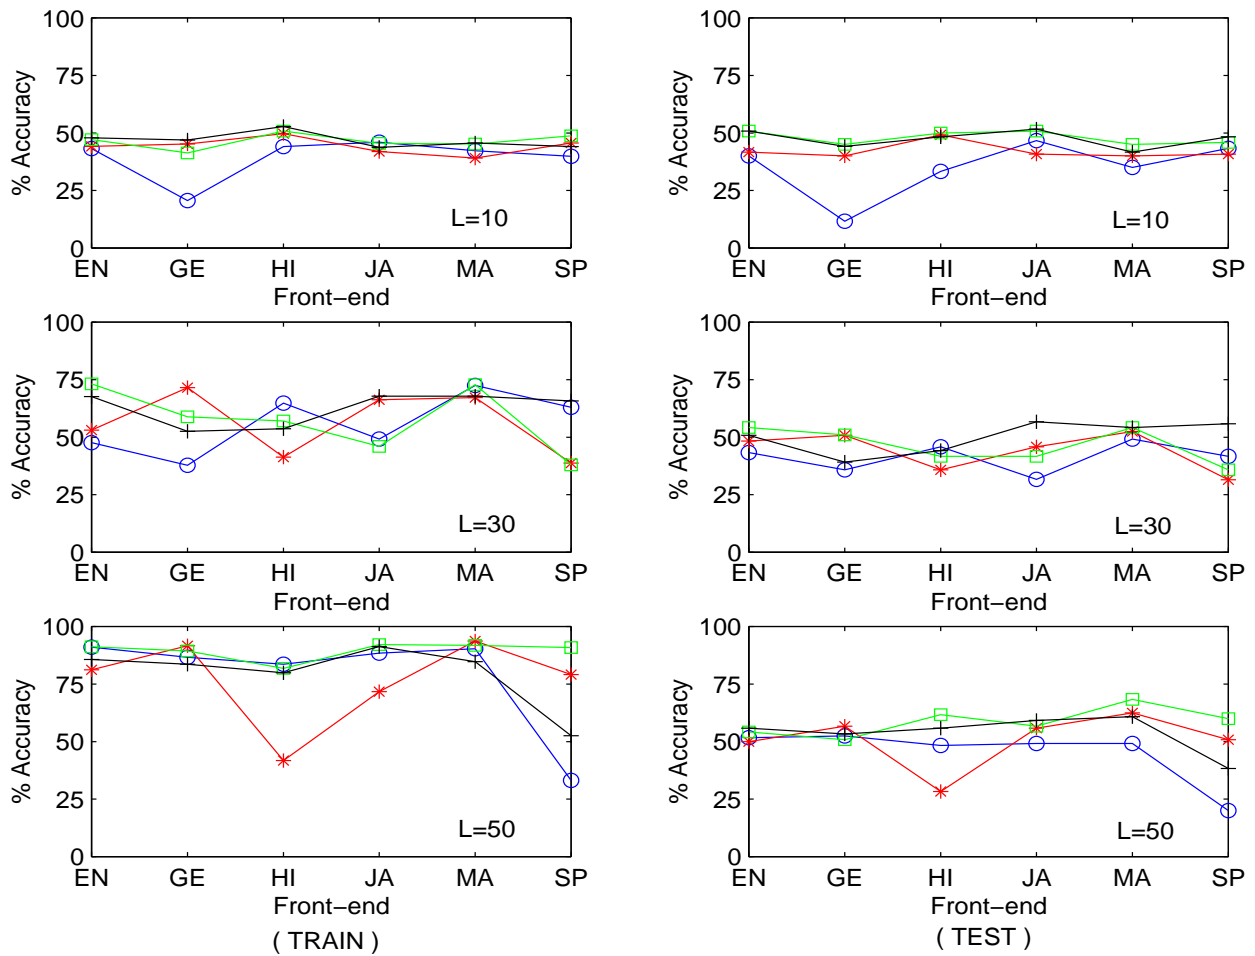 100
75
50
25
0
% Accuracy
L=10
EN GE HI JA MA SP
Front-end
100
75
50
25
0
% Accuracy
L=10
EN GE HI JA MA SP
Front-end
100
75
50
25
0
% Accuracy
L=30
EN GE HI JA MA SP
Front-end
100
75
50
25
0
% Accuracy
L=30
EN GE HI JA MA SP
Front-end
100
75
50
25
0
% Accuracy
L=50
EN GE HI JA MA SP
Front-end
( TRAIN )
100
75
50
25
0
% Accuracy
L=50
EN GE HI JA MA SP
Front-end
( TEST )